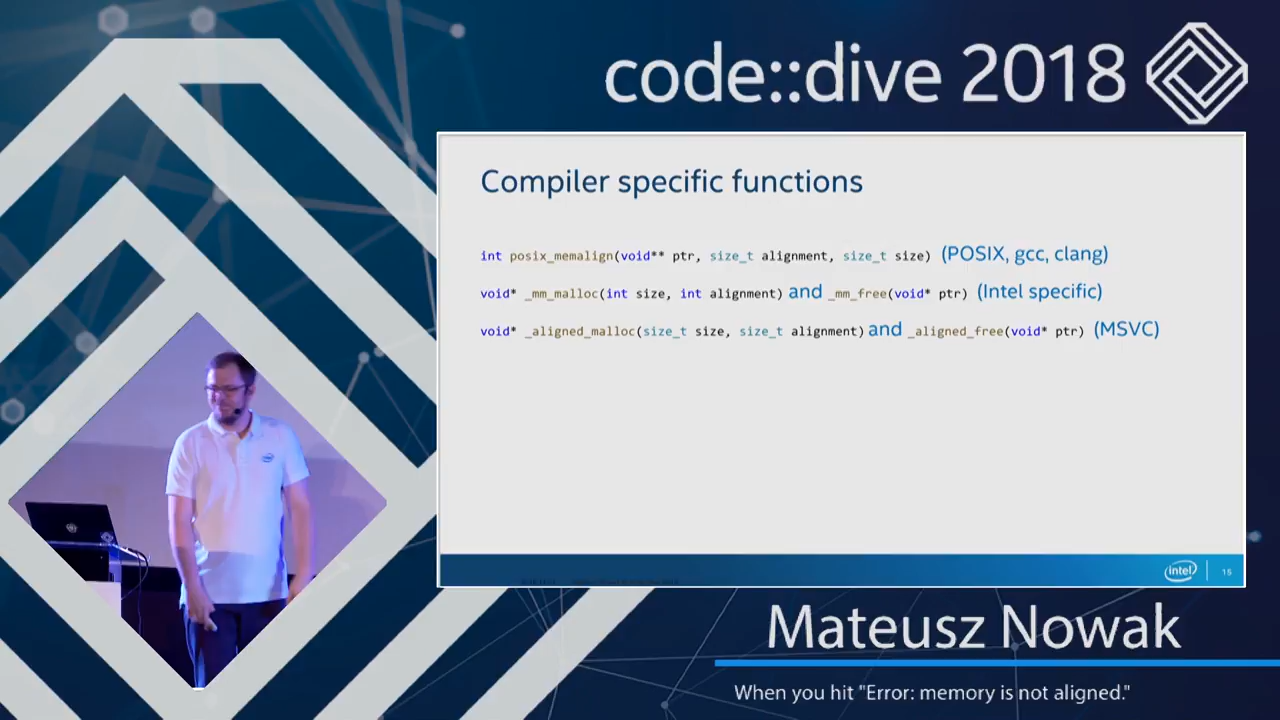 code::dive 2018
Compiler specific functions
int posix_memalign(void** ptr, size_t alignment, size_t size) (POSIX, gcc, clang)
void* _mm_malloc(int size, int alignment) and _mm_free(void* ptr) (Intel specific)
void* _aligned_malloc(size_t size, size_t alignment) and _aligned_free(void* ptr) (MSVC)
intel
15
Mateusz Nowak
When you hit "Error: memory is not aligned."